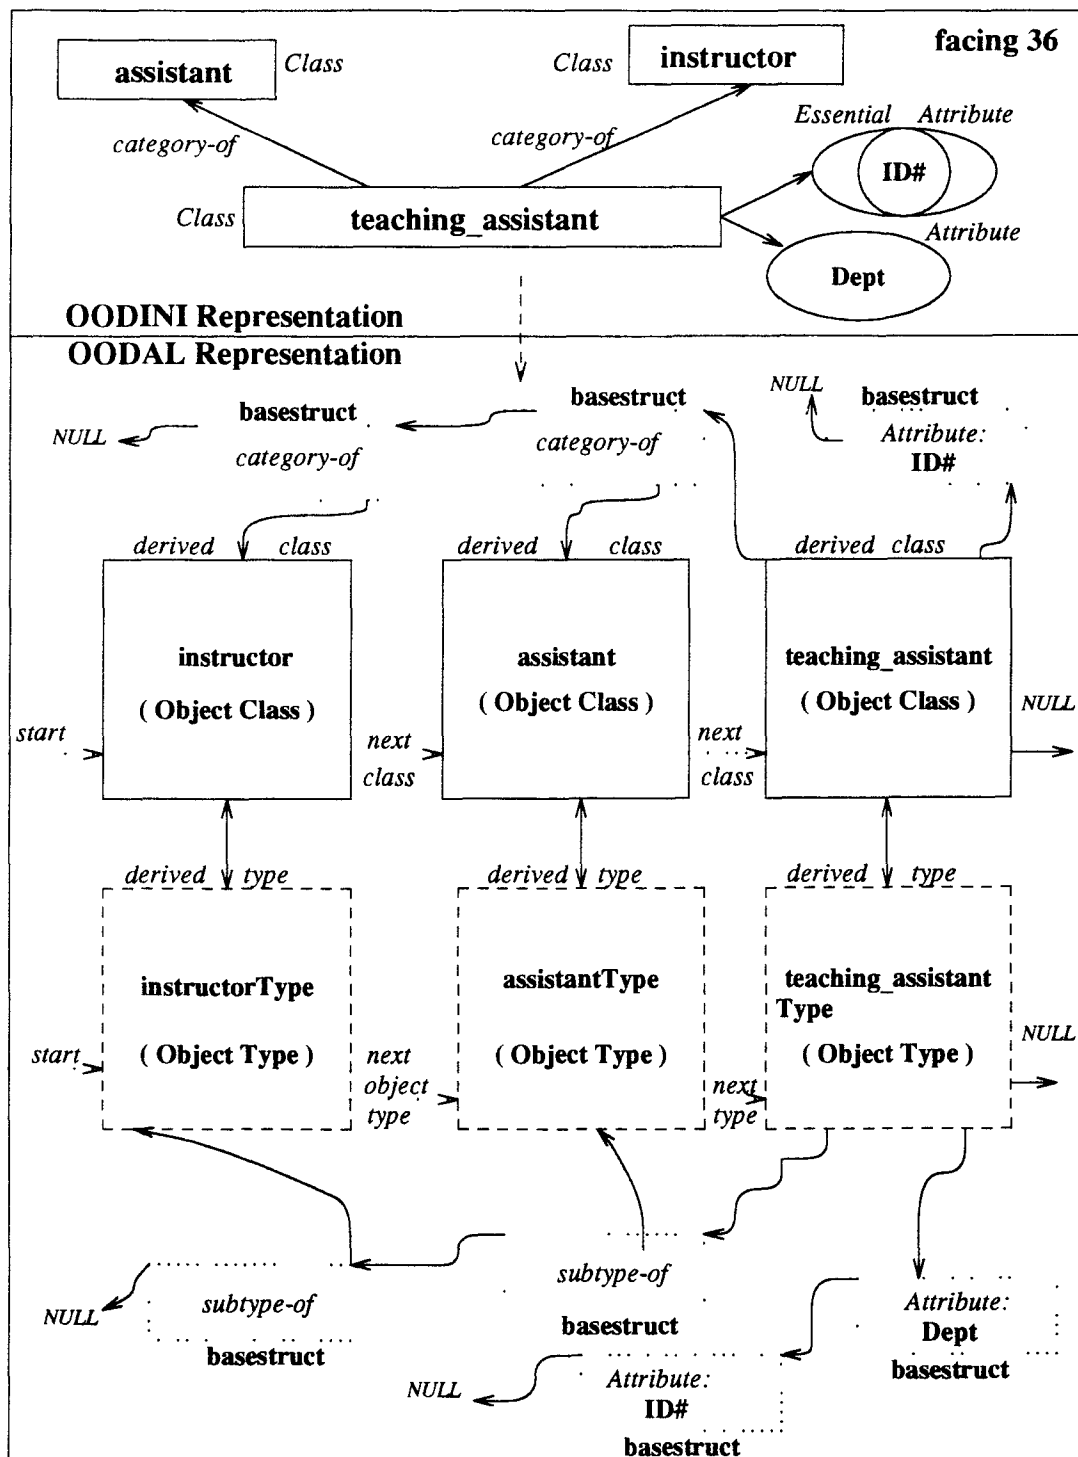 facing 36
assistant
Class
Class
instructor
category-of
category-of
Essential Attribute
ID#
Class
teaching_assistant
Attribute
Dept
OODINI Representation
OODAL Representation
NULL
basestruct
category-of
basestruct
category-of
NULL
basestruct
Attribute:
ID#
derived class
derived class
derived class
instructor
( Object Class )
assistant
( Object Class )
teaching_assistant
( Object Class )
start
next
class
next
class
NULL
derived type
derived type
derived type
instructorType
( Object Type )
assistantType
( Object Type )
teaching_assistant
Type
( Object Type )
start
next
object
type
next
type
NULL
NULL
subtype-of
basestruct
subtype-of
basestruct
Attribute:
Dept
basestruct
NULL
Attribute:
ID#
basestruct